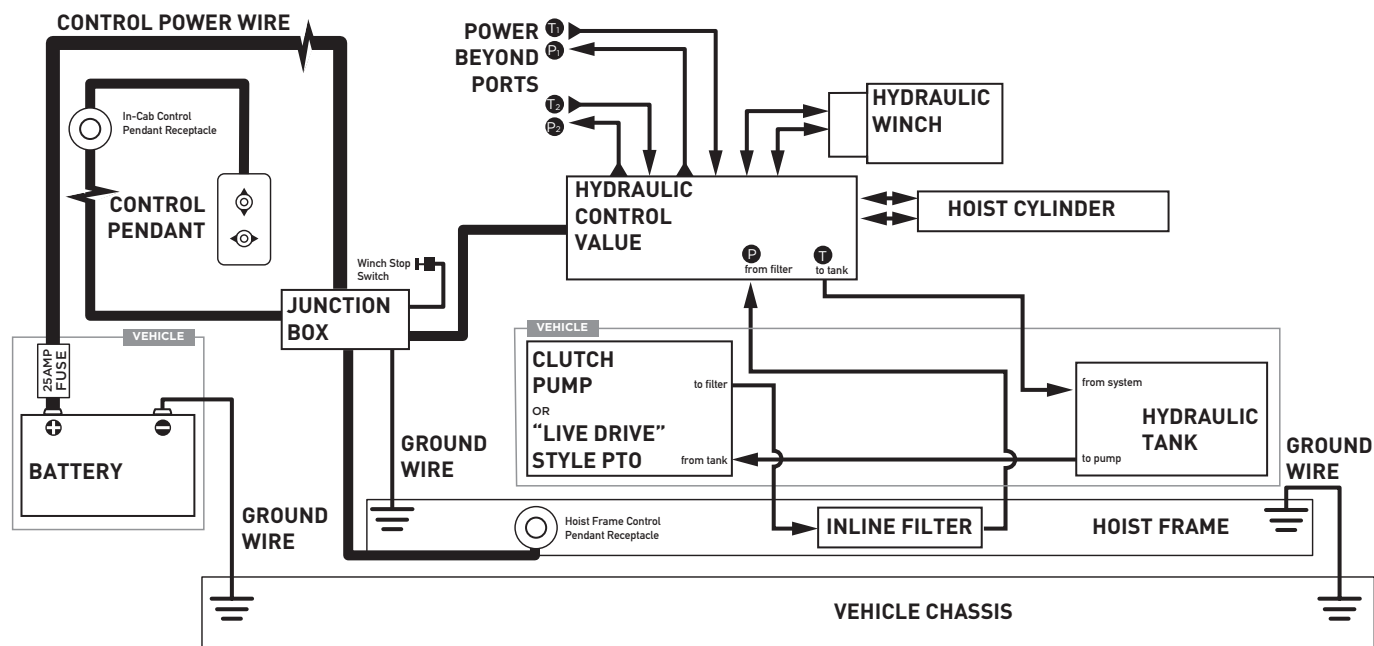 CONTROL POWER WIRE
POWER
BEYOND
PORTS
T1
P1
T2
P2
HYDRAULIC
WINCH
In-Cab Control
Pendant Receptacle
CONTROL
PENDANT
HYDRAULIC
CONTROL
VALUE
P
from filter
T
to tank
HOIST CYLINDER
Winch Stop
Switch
JUNCTION
BOX
VEHICLE
25AMP
FUSE
BATTERY
GROUND
WIRE
GROUND
WIRE
VEHICLE
CLUTCH
PUMP
OR
“LIVE DRIVE”
STYLE PTO
to filter
from tank
from system
HYDRAULIC
TANK
to pump
GROUND
WIRE
Hoist Frame Control
Pendant Receptacle
INLINE FILTER
HOIST FRAME
VEHICLE CHASSIS